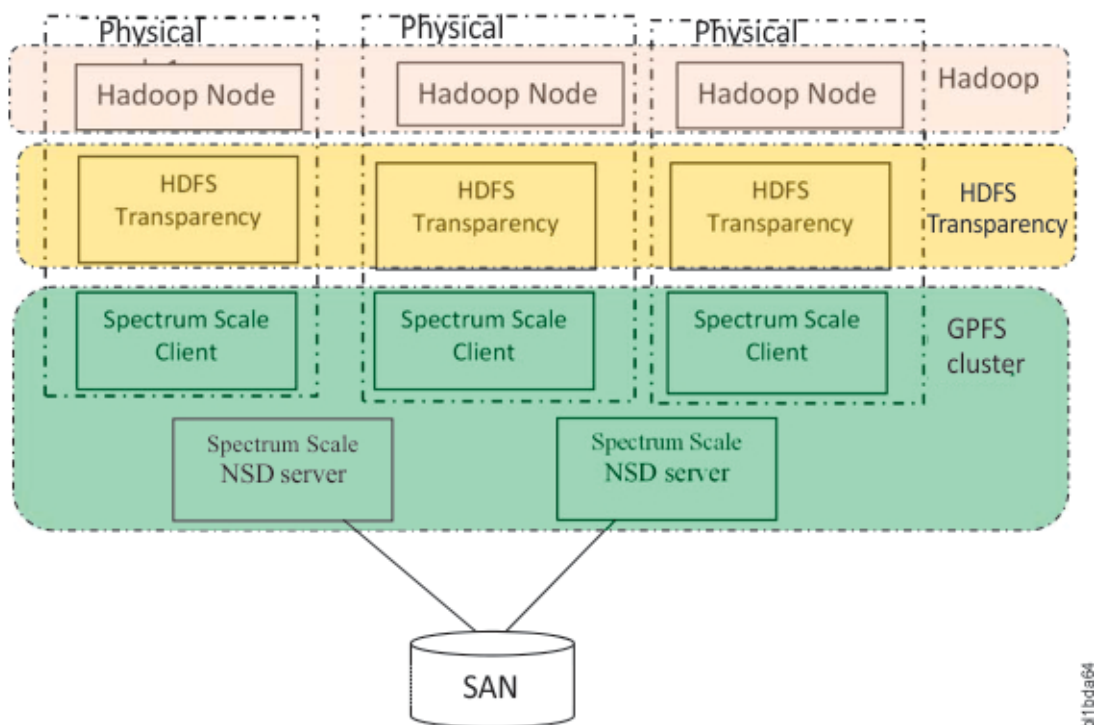 Physical
Physical
Physical
Hadoop Node
Hadoop Node
Hadoop Node
Hadoop
HDFS
Transparency
HDFS
Transparency
HDFS
Transparency
HDFS
Transparency
Spectrum Scale
Client
Spectrum Scale
Client
Spectrum Scale
Client
GPFS
cluster
Spectrum Scale
NSD server
Spectrum Scale
NSD server
SAN